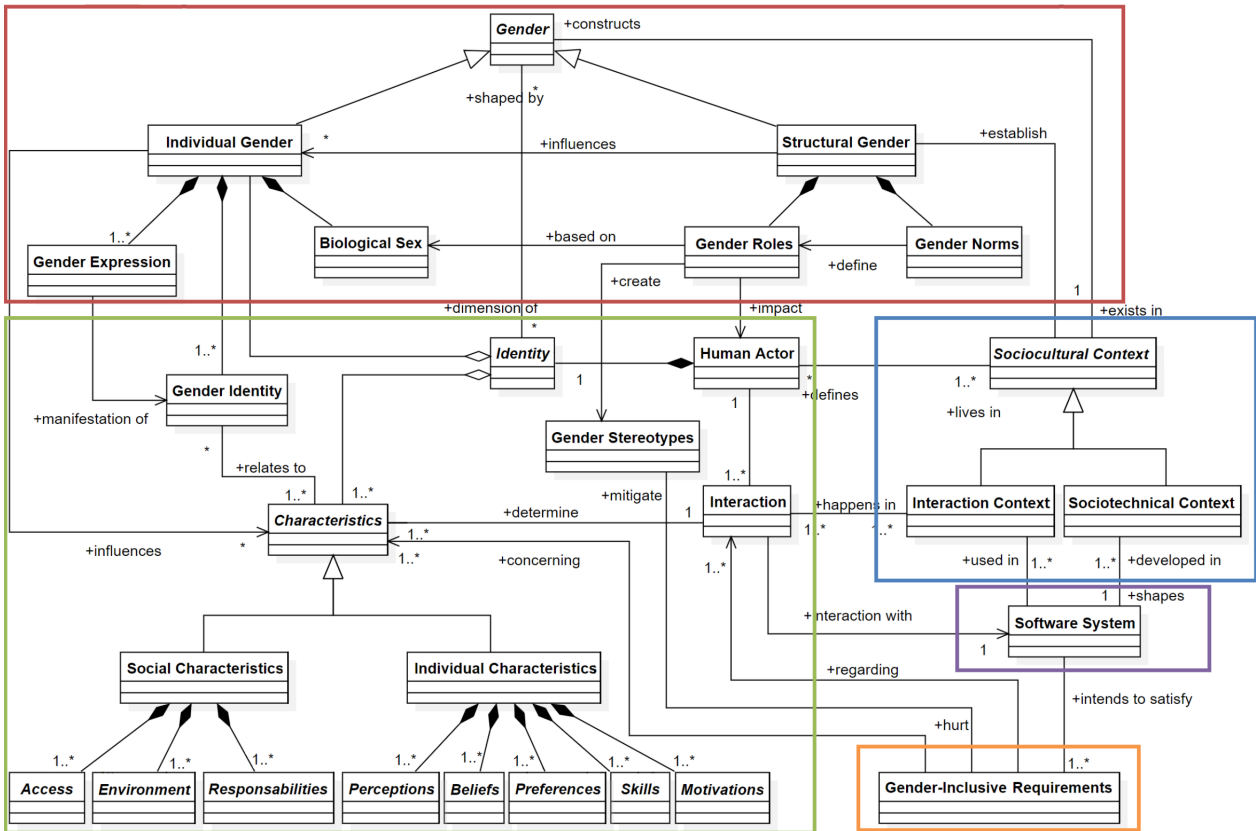 Gender
+constructs
+shaped by
*
Individual Gender
*
+influences
Structural Gender
+establish
1..*
Gender Expression
Biological Sex
+based on
Gender Roles
+define
Gender Norms
+create
1
+dimension of
*
+impact
+exists in
1..*
Identity
Human Actor
Sociocultural Context
Gender Identity
1
*
+defines
1..*
1
+manifestation of
+lives in
Gender Stereotypes
*
+relates to
1..*
1..*
+mitigate
1..*
Interaction
Interaction Context
Sociotechnical Context
Characteristics
+determine
1
+happens in
1..*
1..*
1..*
+influences
*
1..*
+concerning
1..*
+used in
1..*
1..*
+developed in
1
+shapes
+interaction with
1
Software System
Social Characteristics
Individual Characteristics
+regarding
+intends to satisfy
+hurt
1..*
1..*
1..*
1..*
1..*
1..*
1..*
1..*
1..*
Access
Environment
Responsabilities
Perceptions
Beliefs
Preferences
Skills
Motivations
Gender-Inclusive Requirements